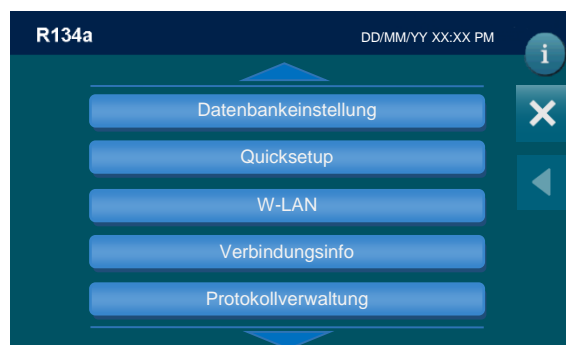 R134a
DD/MM/YY XX:XX PM
i
Datenbankeinstellung
Quicksetup
W-LAN
Verbindungsinfo
Protokollverwaltung